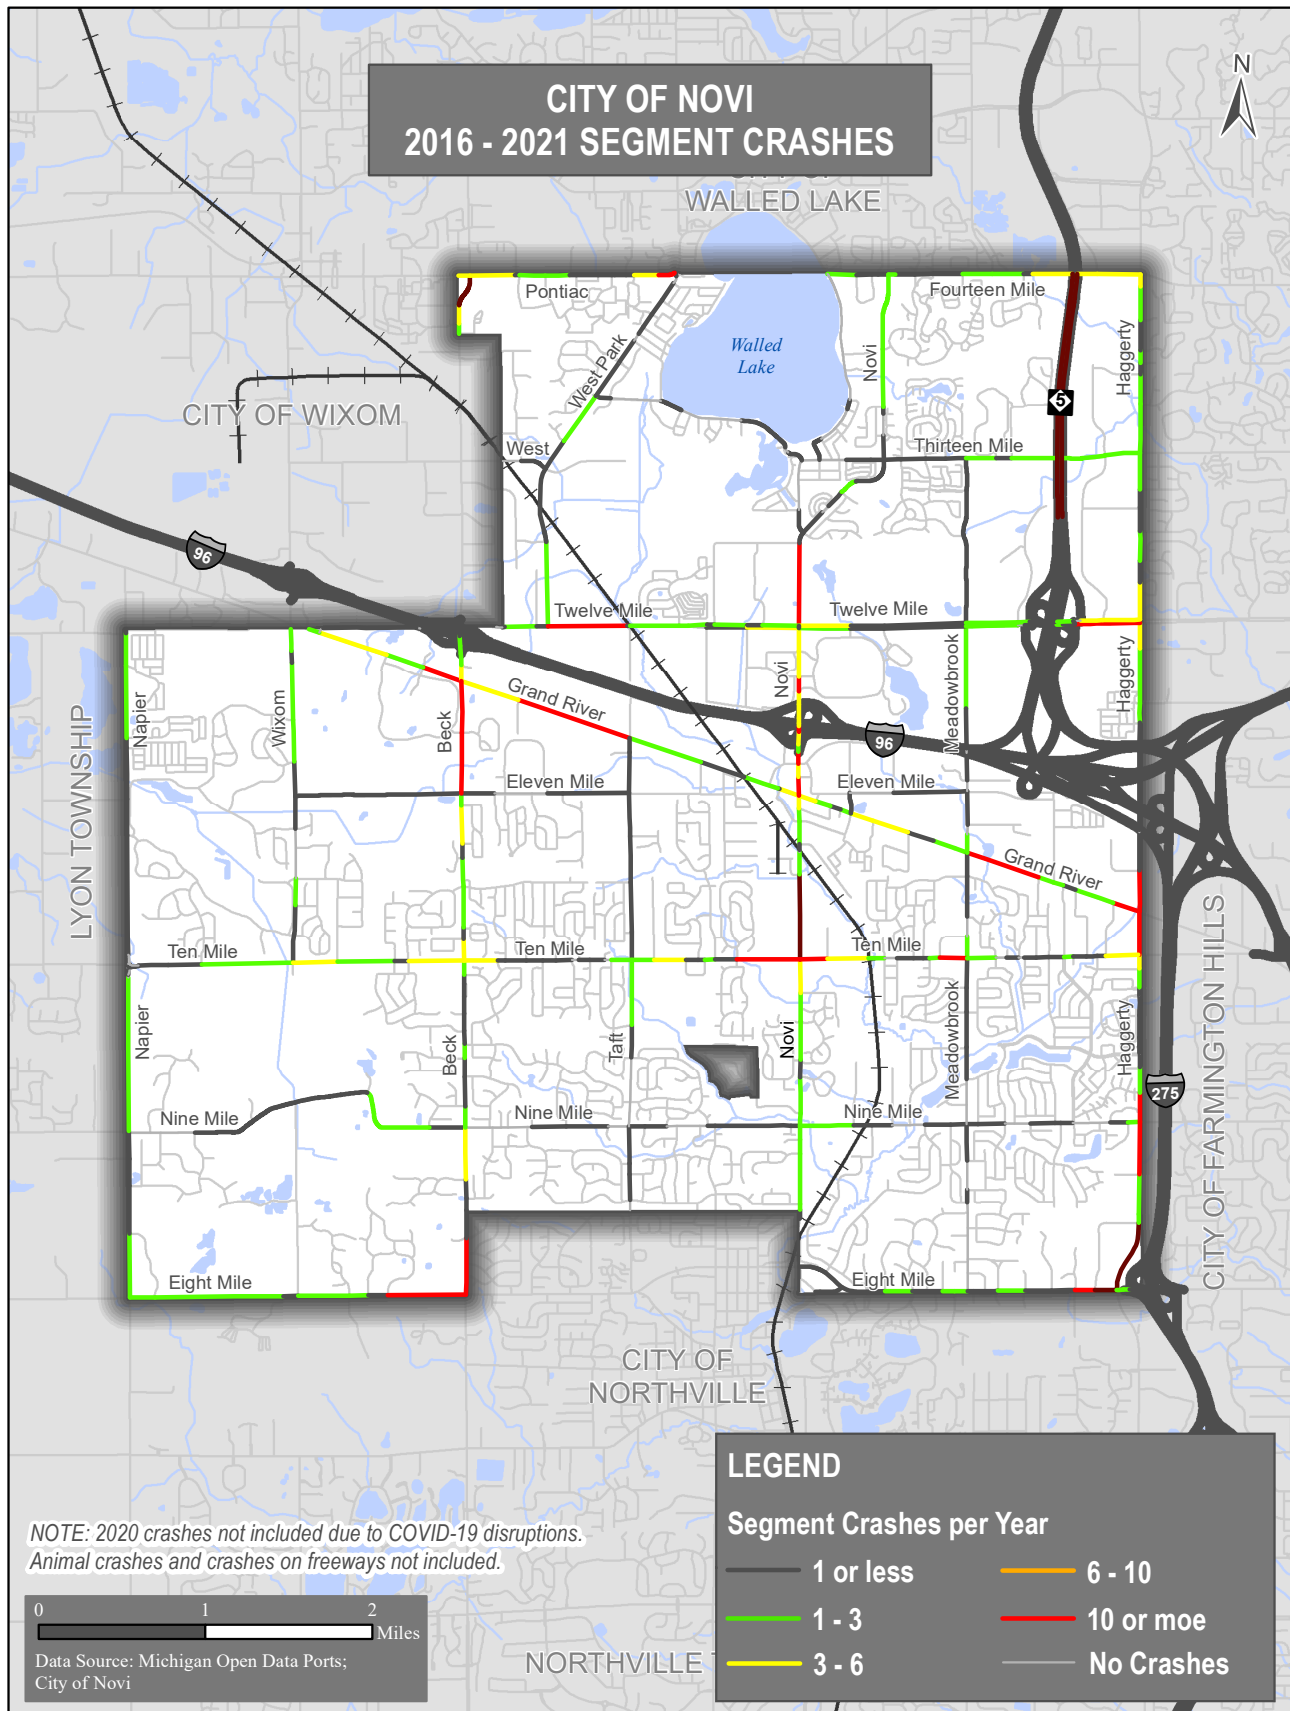 N
CITY OF NOVI
2016 - 2021 SEGMENT CRASHES
WALLED LAKE
Pontiac
Fourteen Mile
Haggerty
Walled
Lake
West Park
Novi
5
CITY OF WIXOM
West
Thirteen Mile
96
Twelve Mile
Twelve Mile
Napier
Wixom
Beck
Grand River
Novi
Meadowbrook
Haggerty
LYON TOWNSHIP
96
Eleven Mile
Eleven Mile
Grand River
Ten Mile
Ten Mile
Ten Mile
Napier
Beck
Taft
Novi
Meadowbrook
Haggerty
CITY OF FARMINGTON HILLS
275
Nine Mile
Nine Mile
Nine Mile
Eight Mile
Eight Mile
CITY OF
NORTHVILLE
LEGEND
Segment Crashes per Year
1 or less
6 - 10
1 - 3
10 or moe
3 - 6
No Crashes
NOTE: 2020 crashes not included due to COVID-19 disruptions.
Animal crashes and crashes on freeways not included.
0 1 2
Miles
Data Source: Michigan Open Data Ports;
City of Novi
NORTHVILLE